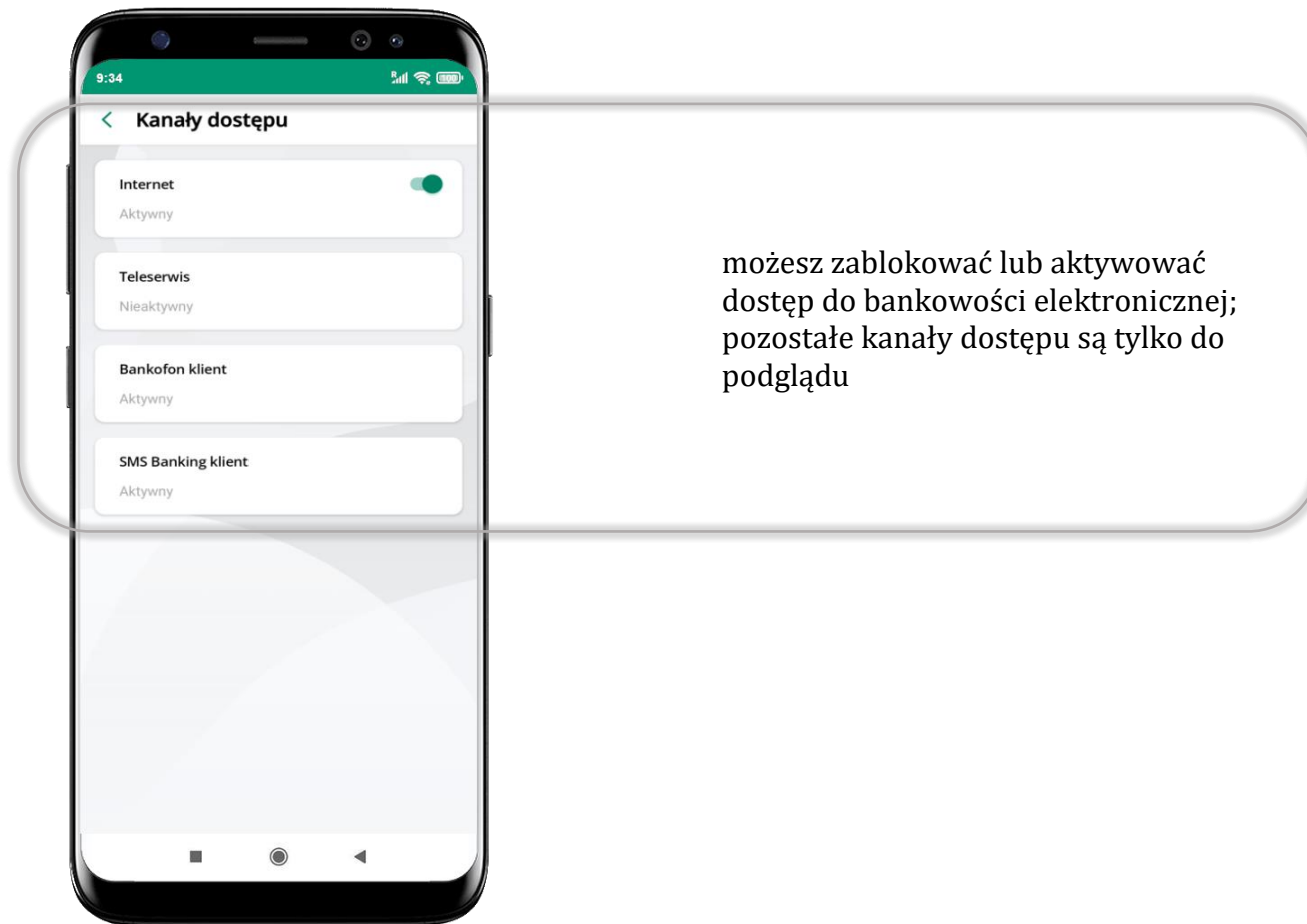 9:34
Kanały dostępu
Internet
Aktywny
Teleserwis
Nieaktywny
Bankofon klient
Aktywny
SMS Banking klient
Aktywny
możesz zablokować lub aktywować
dostęp do bankowości elektronicznej;
pozostałe kanały dostępu są tylko do
podglądu